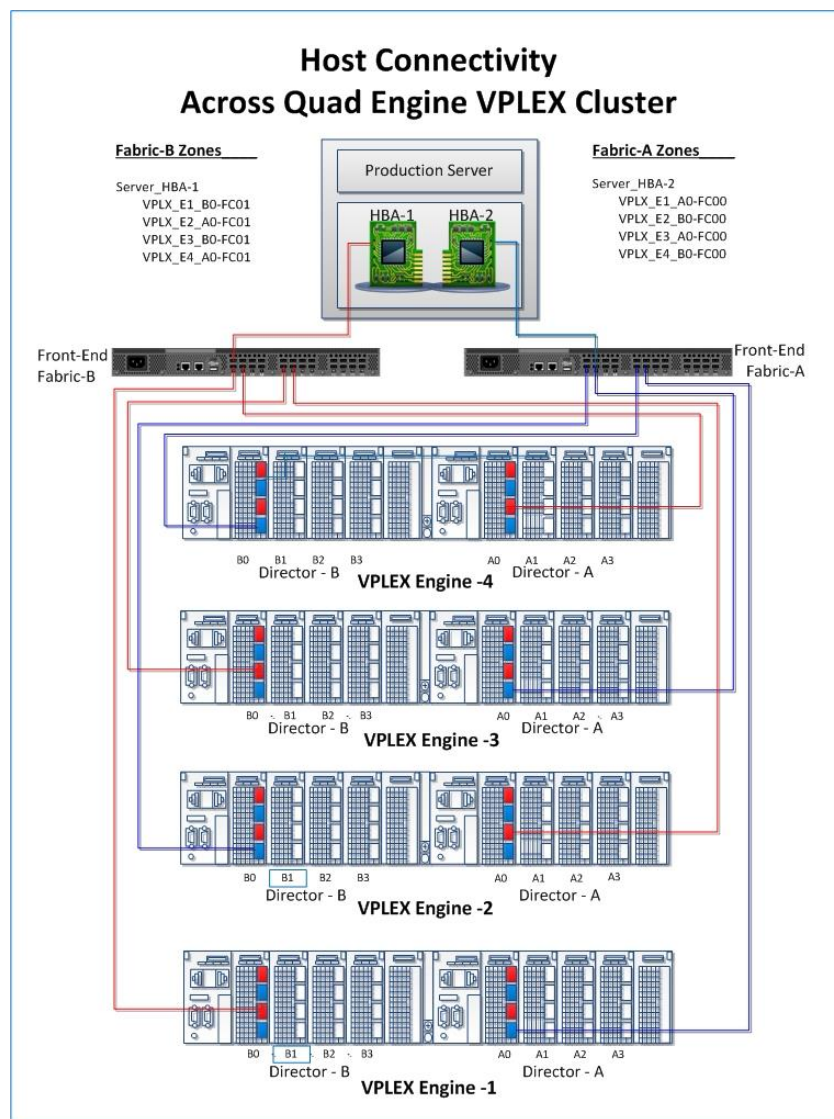 Host Connectivity
Across Quad Engine VPLEX Cluster
Fabric-B Zones____
Server_HBA-1
VPLX_E1_B0-FC01
VPLX_E2_A0-FC01
VPLX_E3_B0-FC01
VPLX_E4_A0-FC01
Production Server
HBA-1 HBA-2
Fabric-A Zones____
Server_HBA-2
VPLX_E1_A0-FC00
VPLX_E2_B0-FC00
VPLX_E3_A0-FC00
VPLX_E4_B0-FC00
Front-End
Fabric-B
Front-End
Fabric-A
B0 B1 B2 B3 A0 A1 A2 A3
Director - B Director - A
VPLEX Engine -4
B0 B1 B2 B3 A0 A1 A2 A3
Director - B Director - A
VPLEX Engine -3
B0 B1 B2 B3 A0 A1 A2 A3
Director - B Director - A
VPLEX Engine -2
B0 B1 B2 B3 A0 A1 A2 A3
Director - B Director - A
VPLEX Engine -1